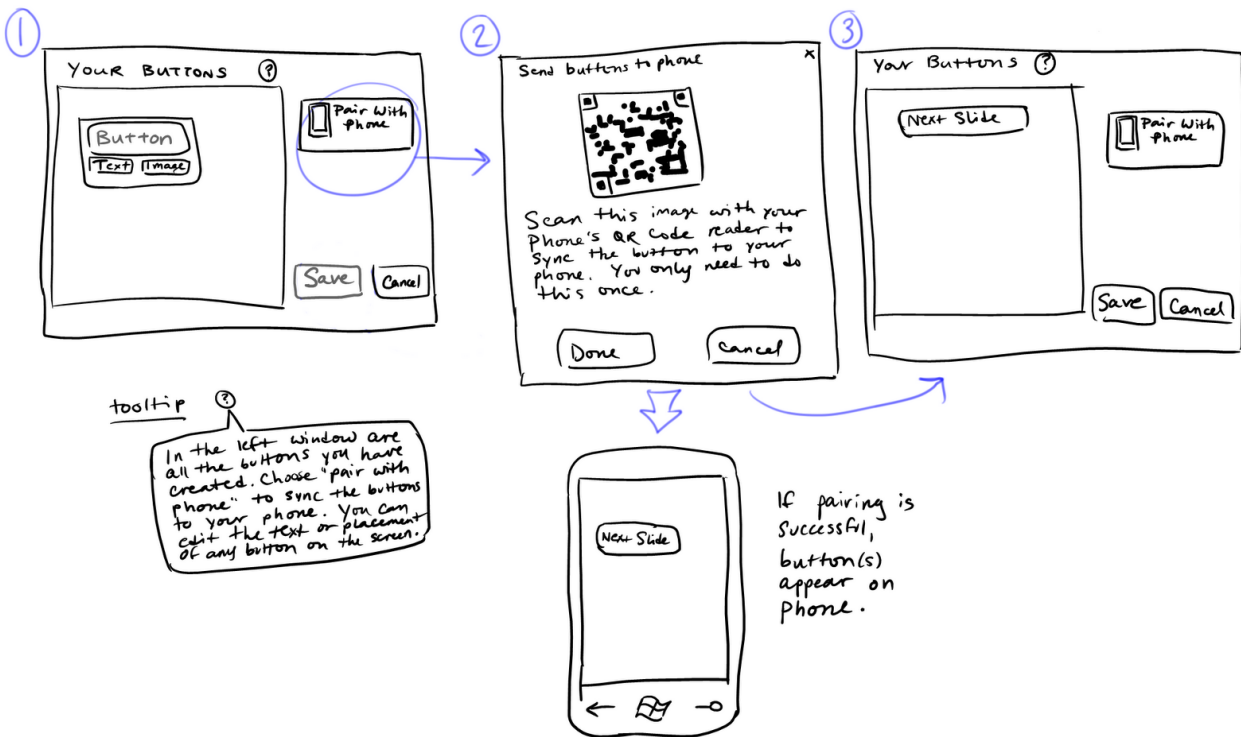 1
YOUR BUTTONS ?
Button
Text Image
Pair With
Phone
Save Cancel
2
Send buttons to phone x
Scan this image with your
Phone's QR Code reader to
sync the button to your
phone. You only need to do
this once.
Done Cancel
3
Your Buttons ?
Next Slide
Pair With
Phone
Save Cancel
tooltip ?
In the left window are
all the buttons you have
created. Choose "pair with
phone" to sync the buttons
to your phone. You can
edit the text or placement
of any button on the screen.
Next Slide
If pairing is
successful,
button(s)
appear on
Phone.